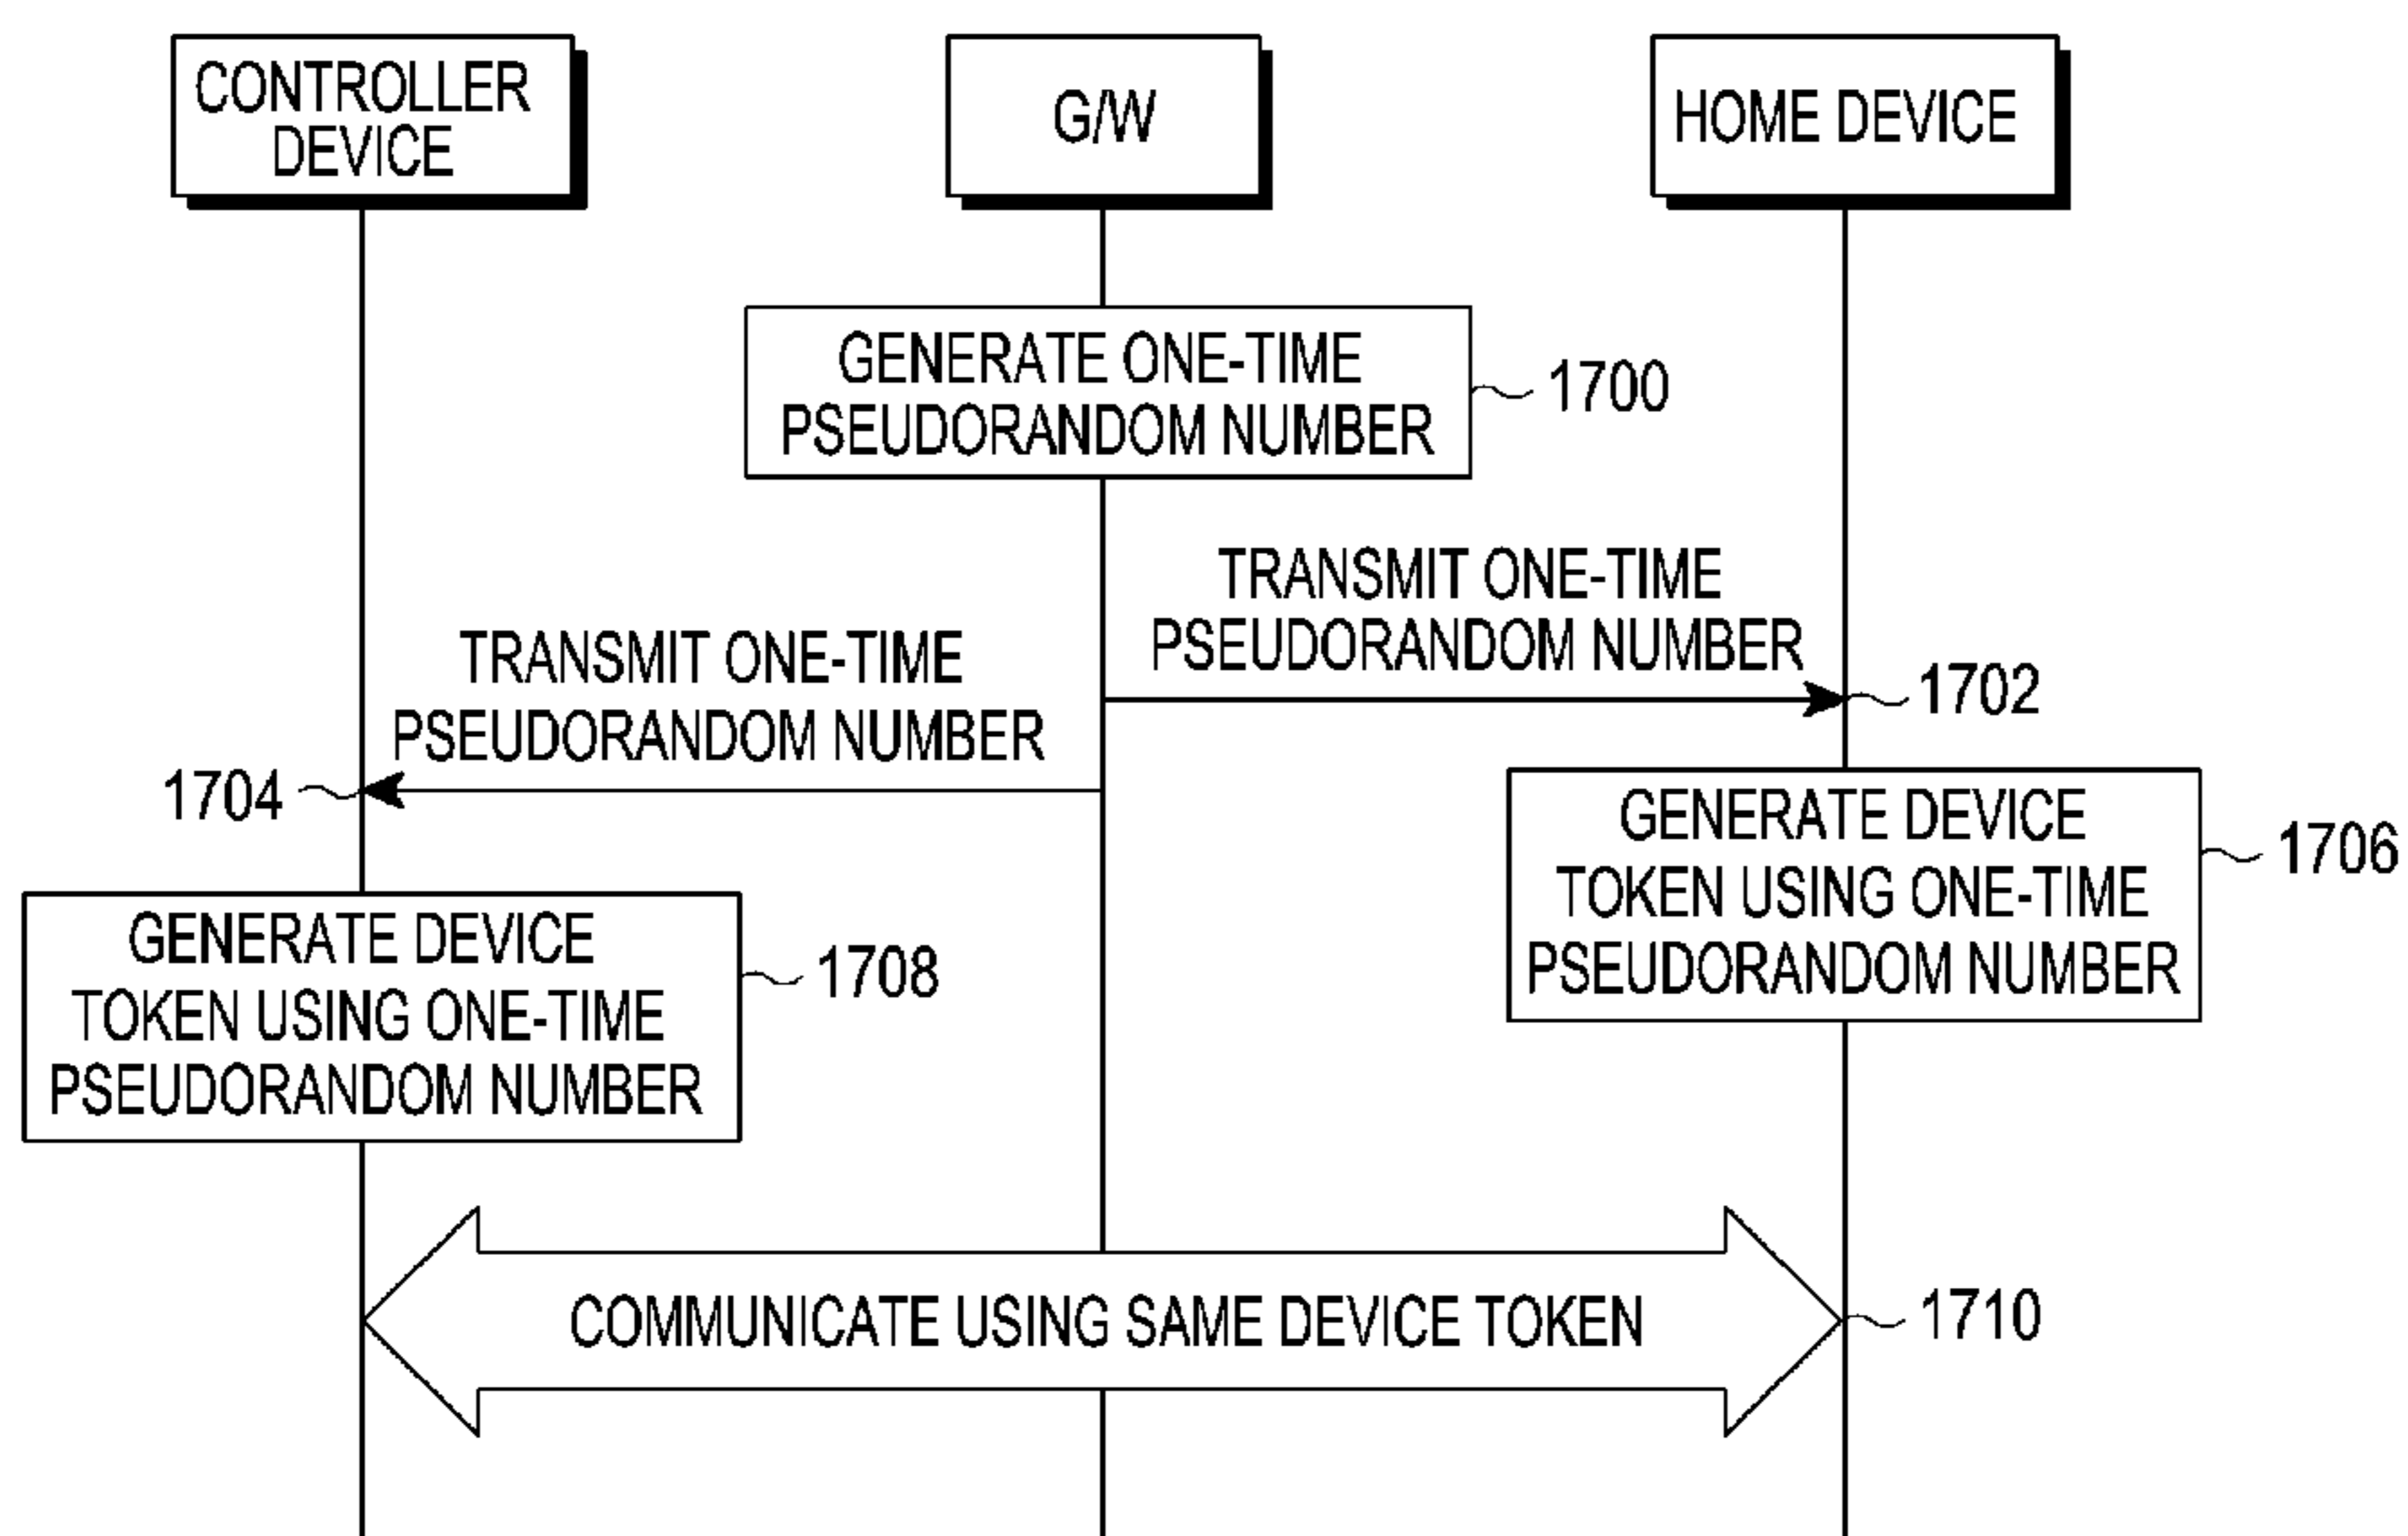 CONTROLLER
DEVICE
G/W
HOME DEVICE
GENERATE ONE-TIME
PSEUDORANDOM NUMBER
1700
TRANSMIT ONE-TIME
PSEUDORANDOM NUMBER
1702
TRANSMIT ONE-TIME
PSEUDORANDOM NUMBER
1704
GENERATE DEVICE
TOKEN USING ONE-TIME
PSEUDORANDOM NUMBER
1706
GENERATE DEVICE
TOKEN USING ONE-TIME
PSEUDORANDOM NUMBER
1708
COMMUNICATE USING SAME DEVICE TOKEN
1710